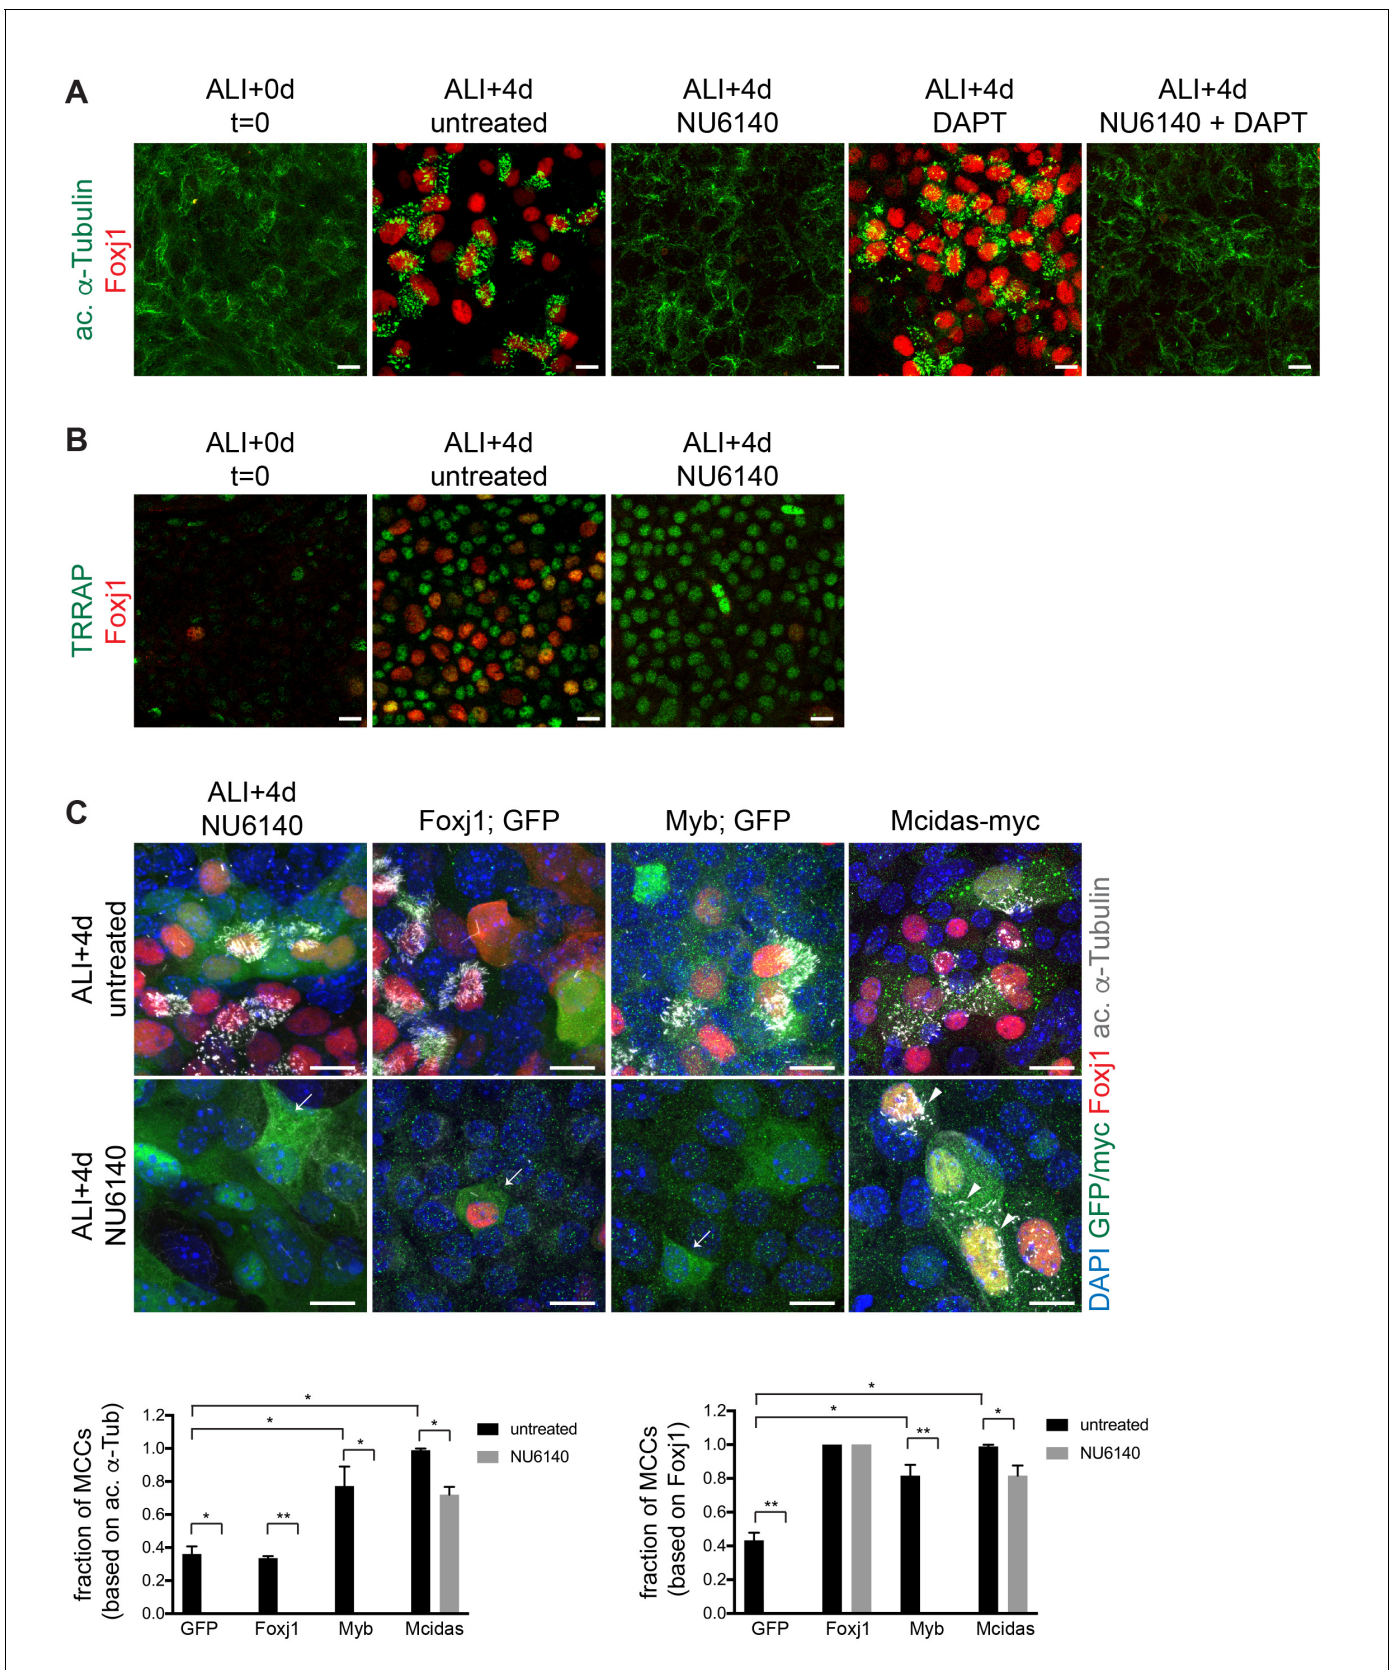 A
ALI+0d
t=0
ALI+4d
untreated
ALI+4d
NU6140
ALI+4d
DAPT
ALI+4d
NU6140 + DAPT
ac. α-Tubulin
Foxj1
B
ALI+0d
t=0
ALI+4d
untreated
ALI+4d
NU6140
TRRAP
Foxj1
C
ALI+4d
NU6140
Foxj1; GFP
Myb; GFP
Mcidas-myc
ALI+4d
untreated
ALI+4d
NU6140
DAPI GFP/myc Foxj1 ac. α-Tubulin
fraction of MCCs
(based on ac. α-Tub)
1.2
1.0
0.8
0.6
0.4
0.2
0.0
*
**
*
*
*
*
GFP
Foxj1
Myb
Mcidas
untreated
NU6140
fraction of MCCs
(based on Foxj1)
1.2
1.0
0.8
0.6
0.4
0.2
0.0
**
*
*
**
*
GFP
Foxj1
Myb
Mcidas
untreated
NU6140